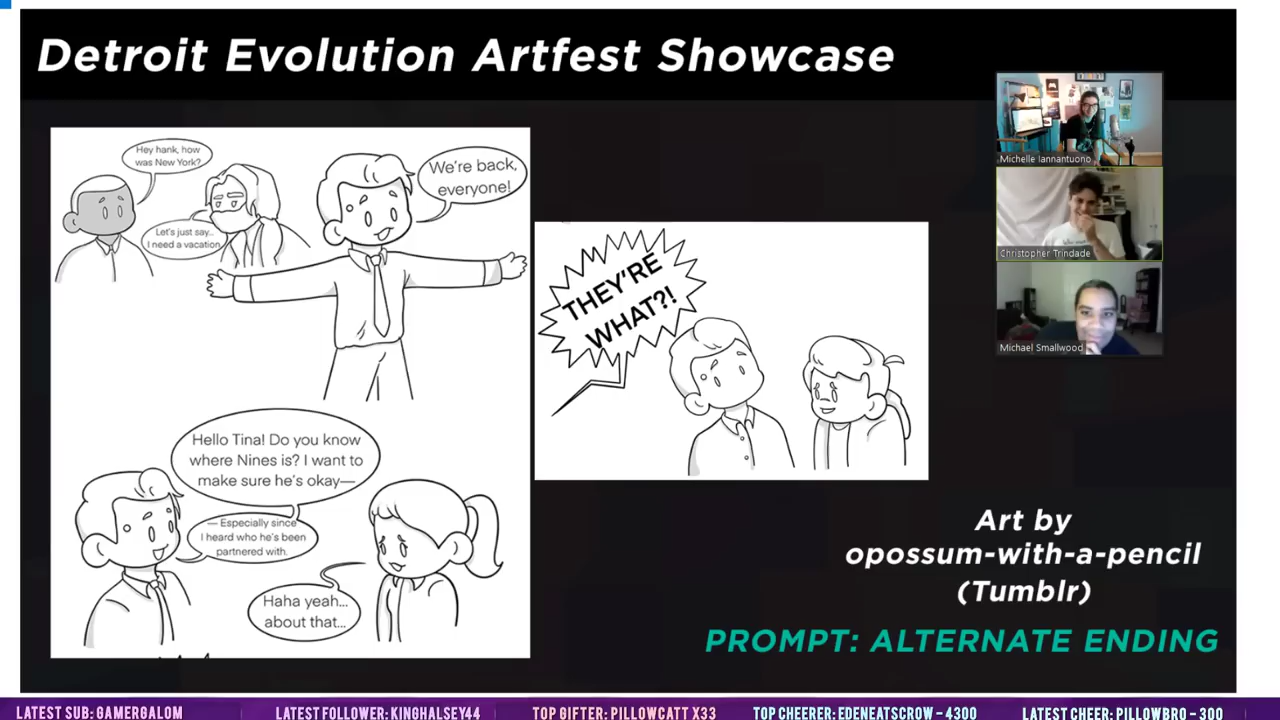 Detroit Evolution Artfest Showcase
Hey hank, how
was New York?
Let's just say...
I need a vacation.
We're back,
everyone!
Hello Tina! Do you know
where Nines is? I want to
make sure he's okay—
— Especially since
I heard who he's been
partnered with.
Haha yeah...
about that...
THEY'RE
WHAT?!
Michelle Iannantuono
Christopher Trindade
Michael Smallwood
Art by
opossum-with-a-pencil
(Tumblr)
PROMPT: ALTERNATE ENDING
LATEST SUB: GAMERGALOM
LATEST FOLLOWER: KINGHALSEY44
TOP GIFTER: PILLOWCATT X33
TOP CHEERER: EDENEATSCROW - 4300
LATEST CHEER: PILLOWBRO - 300